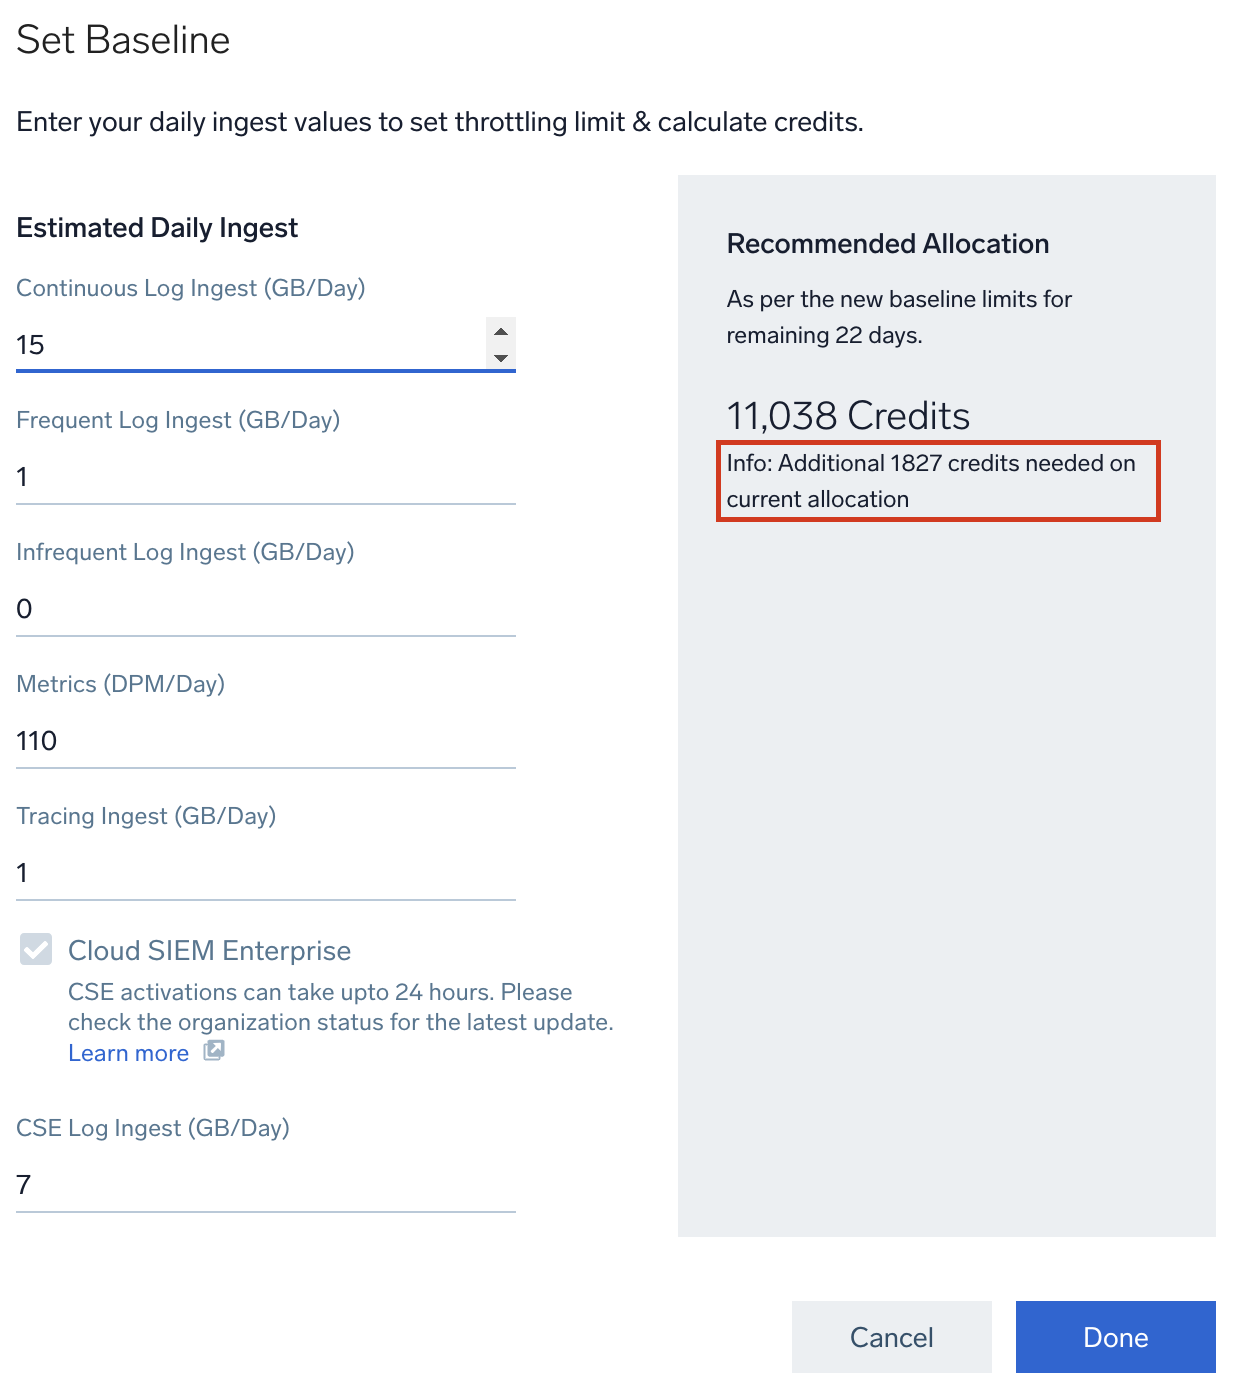 Set Baseline
Enter your daily ingest values to set throttling limit & calculate credits.
Estimated Daily Ingest
Continuous Log Ingest (GB/Day)
15
Frequent Log Ingest (GB/Day)
1
Infrequent Log Ingest (GB/Day)
0
Metrics (DPM/Day)
110
Tracing Ingest (GB/Day)
1
Cloud SIEM Enterprise
CSE activations can take upto 24 hours. Please
check the organization status for the latest update.
Learn more
CSE Log Ingest (GB/Day)
7
Recommended Allocation
As per the new baseline limits for
remaining 22 days.
11,038 Credits
Info: Additional 1827 credits needed on
current allocation
Cancel
Done